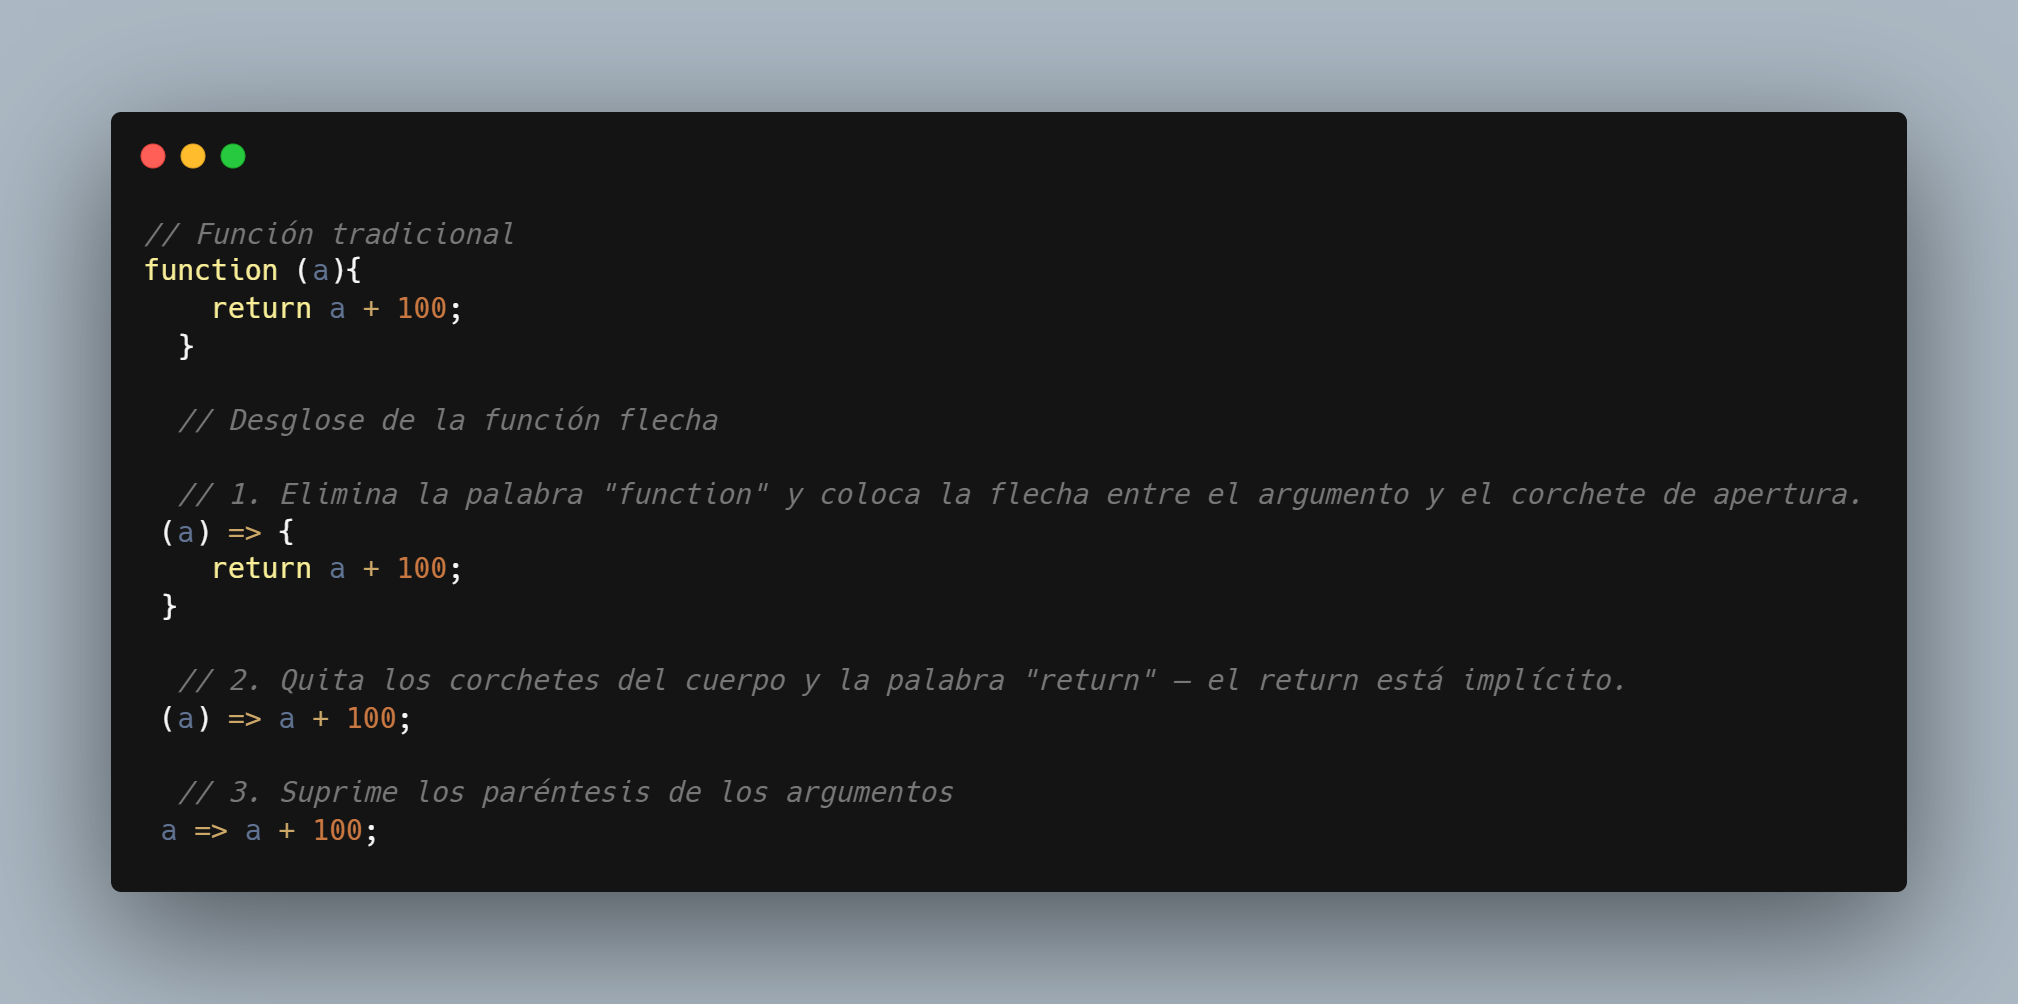 // Función tradicional
function (a){
    return a + 100;
  }

  // Desglose de la función flecha

  // 1. Elimina la palabra "function" y coloca la flecha entre el argumento y el corchete de apertura.
 (a) => {
    return a + 100;
 }

  // 2. Quita los corchetes del cuerpo y la palabra "return" — el return está implícito.
 (a) => a + 100;

  // 3. Suprime los paréntesis de los argumentos
 a => a + 100;